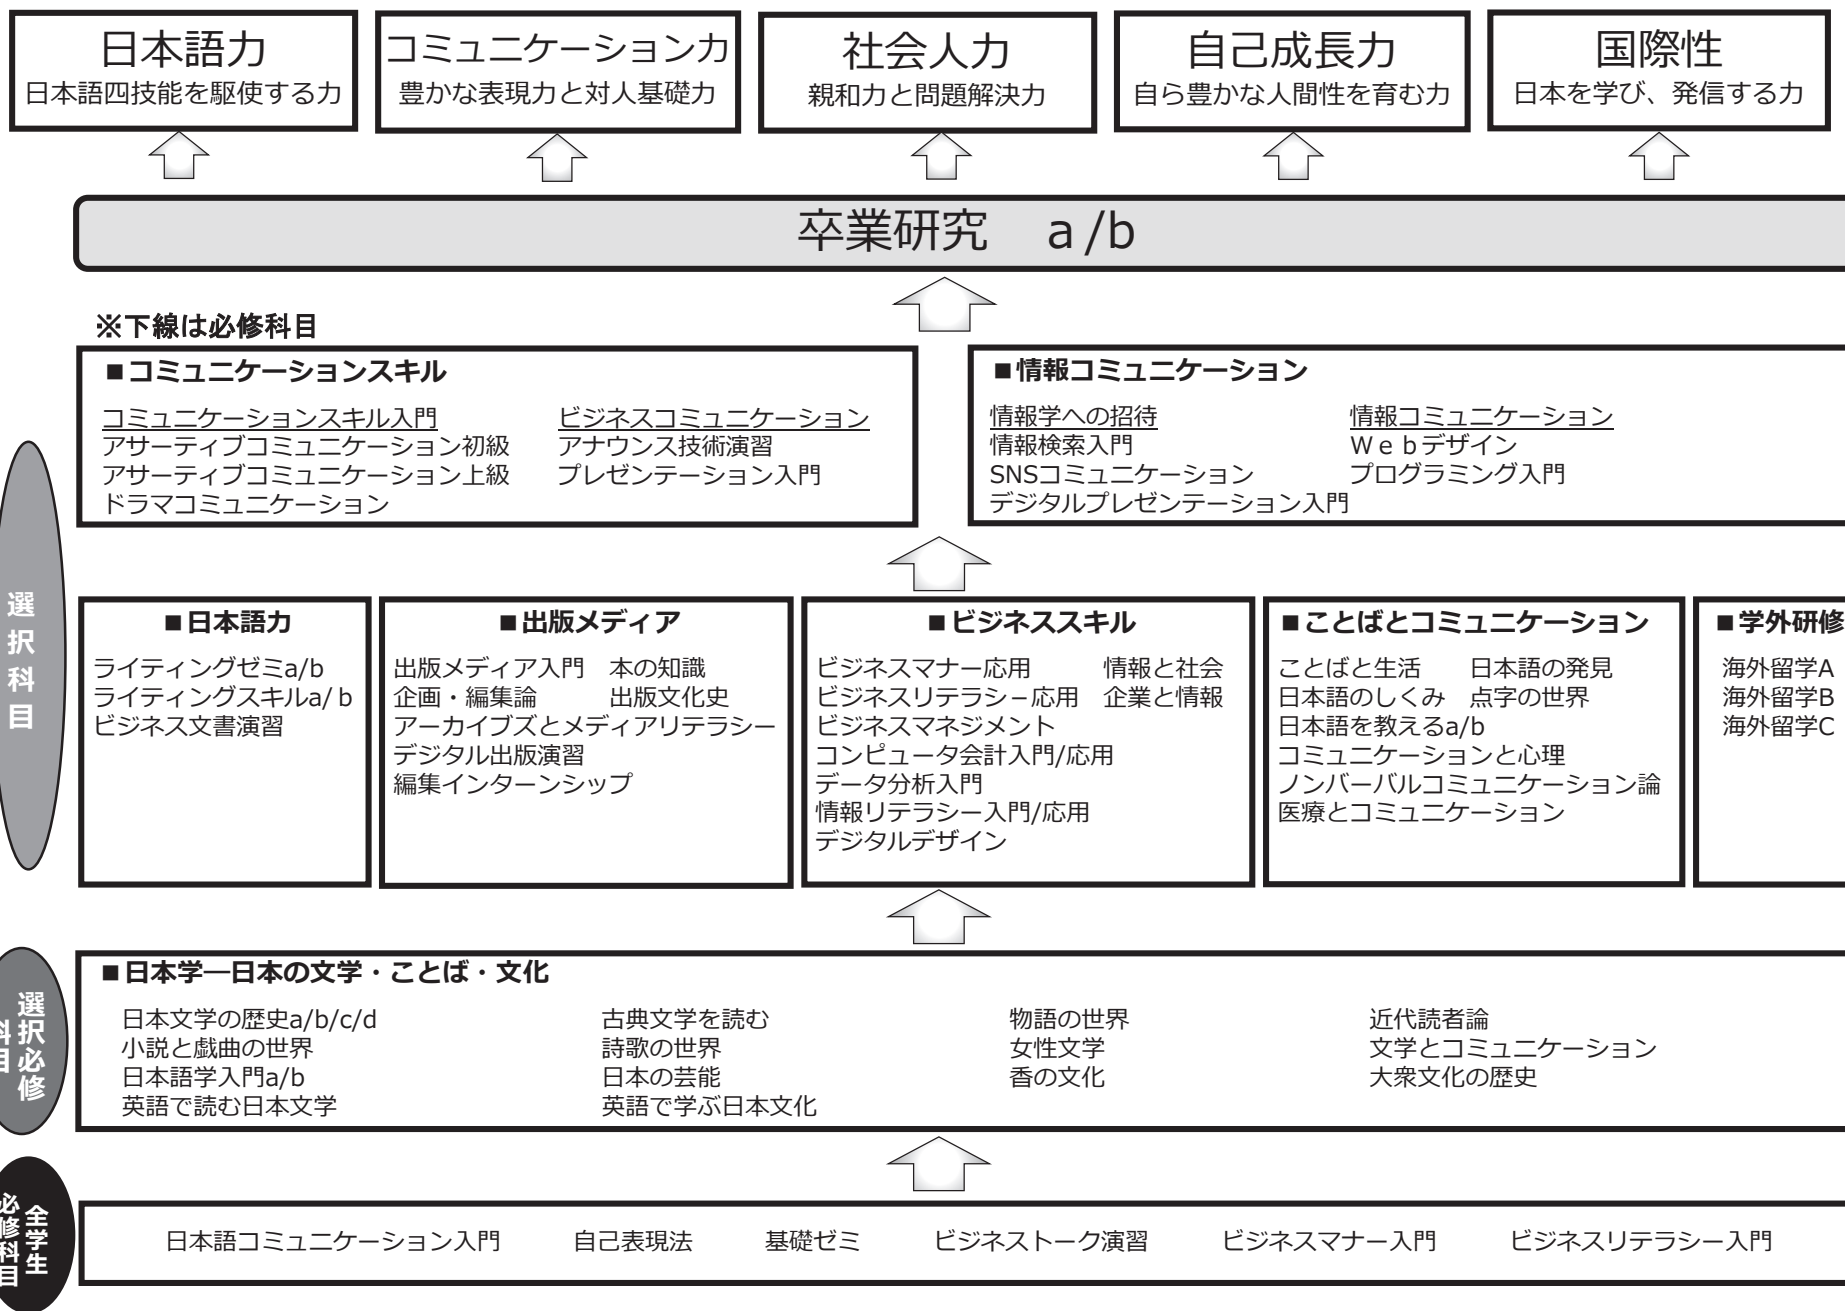 日本語力
日本語四技能を駆使する力
コミュニケーション力
豊かな表現力と対人基礎力
社会人力
親和力と問題解決力
自己成長力
自ら豊かな人間性を育む力
国際性
日本を学び、発信する力
卒業研究　a/b
※下線は必修科目
■コミュニケーションスキル
コミュニケーションスキル入門　ビジネスコミュニケーション
アサーティブコミュニケーション初級　アナウンス技術演習
アサーティブコミュニケーション上級　プレゼンテーション入門
ドラマコミュニケーション
■情報コミュニケーション
情報学への招待　情報コミュニケーション
情報検索入門　Ｗｅｂデザイン
SNSコミュニケーション　プログラミング入門
デジタルプレゼンテーション入門
選択科目
■日本語力
ライティングゼミa/b
ライティングスキルa/ b
ビジネス文書演習
■出版メディア
出版メディア入門　本の知識
企画・編集論　出版文化史
アーカイブズとメディアリテラシー
デジタル出版演習
編集インターンシップ
■ビジネススキル
ビジネスマナー応用　情報と社会
ビジネスリテラシ−応用　企業と情報
ビジネスマネジメント
コンピュータ会計入門/応用
データ分析入門
情報リテラシー入門/応用
デジタルデザイン
■ことばとコミュニケーション
ことばと生活　日本語の発見
日本語のしくみ　点字の世界
日本語を教えるa/b
コミュニケーションと心理
ノンバーバルコミュニケーション論
医療とコミュニケーション
■学外研修
海外留学A
海外留学B
海外留学C
選択必修
科目
■日本学―日本の文学・ことば・文化
日本文学の歴史a/b/c/d　古典文学を読む　物語の世界　近代読者論
小説と戯曲の世界　詩歌の世界　女性文学　文学とコミュニケーション
日本語学入門a/b　日本の芸能　香の文化　大衆文化の歴史
英語で読む日本文学　英語で学ぶ日本文化
全学生
必修科目
日本語コミュニケーション入門　自己表現法　基礎ゼミ　ビジネストーク演習　ビジネスマナー入門　ビジネスリテラシー入門